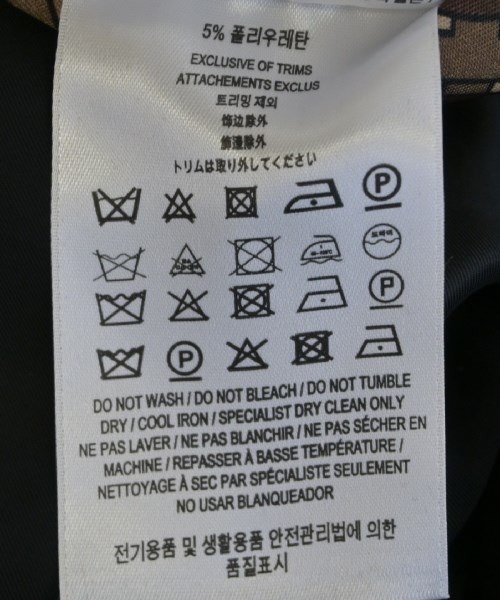 5% 폴리우레탄
EXCLUSIVE OF TRIMS
ATTACHEMENTS EXCLUS
트리밍 제외
饰边除外
飾邊除外
トリムは取り外してください
P
P
P
DO NOT WASH / DO NOT BLEACH / DO NOT TUMBLE
DRY / COOL IRON / SPECIALIST DRY CLEAN ONLY
NE PAS LAVER / NE PAS BLANCHIR / NE PAS SÉCHER EN
MACHINE / REPASSER À BASSE TEMPÉRATURE /
NETTOYAGE À SEC PAR SPÉCIALISTE SEULEMENT
NO USAR BLANQUEADOR
전기용품 및 생활용품 안전관리법에 의한
품질표시